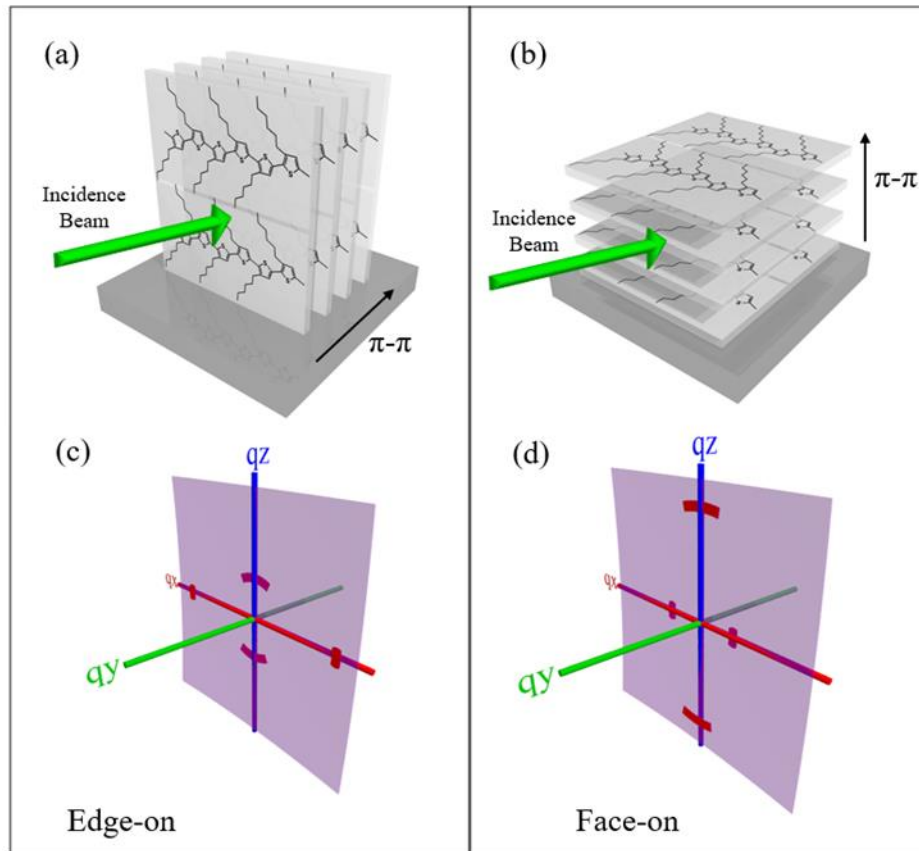 (a)
Incidence
Beam
π-π
(b)
Incidence
Beam
π-π
(c)
qz
qx
qy
Edge-on
(d)
qz
qx
qy
Face-on